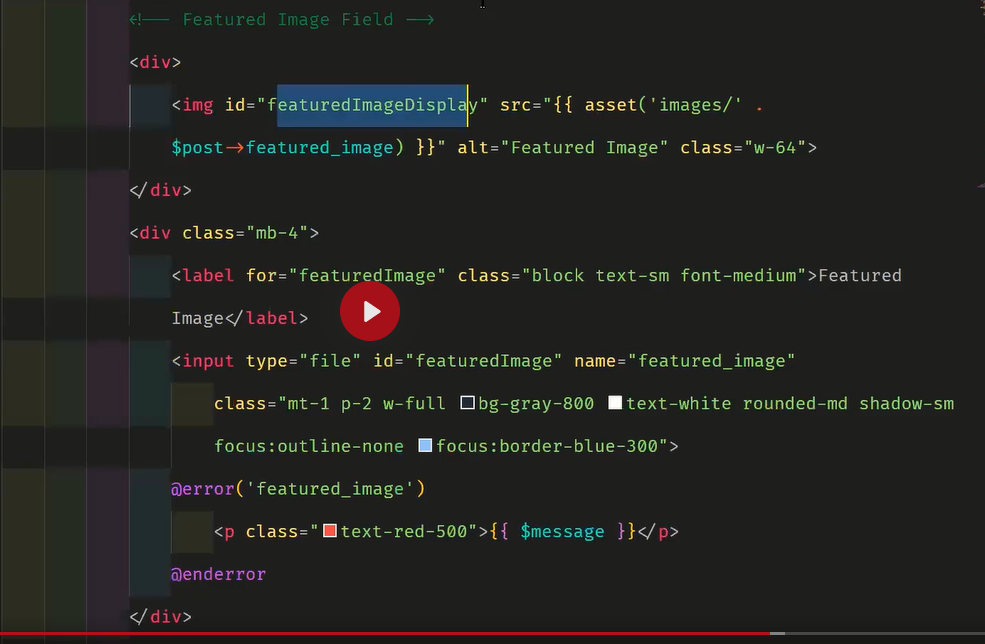 <!-- Featured Image Field -->
<div>
<img id="featuredImageDisplay" src="{{ asset('images/' .
$post->featured_image) }}" alt="Featured Image" class="w-64">
</div>
<div class="mb-4">
<label for="featuredImage" class="block text-sm font-medium">Featured
Image</label>
<input type="file" id="featuredImage" name="featured_image"
class="mt-1 p-2 w-full bg-gray-800 text-white rounded-md shadow-sm
focus:outline-none focus:border-blue-300">
@error('featured_image')
<p class="text-red-500">{{ $message }}</p>
@enderror
</div>